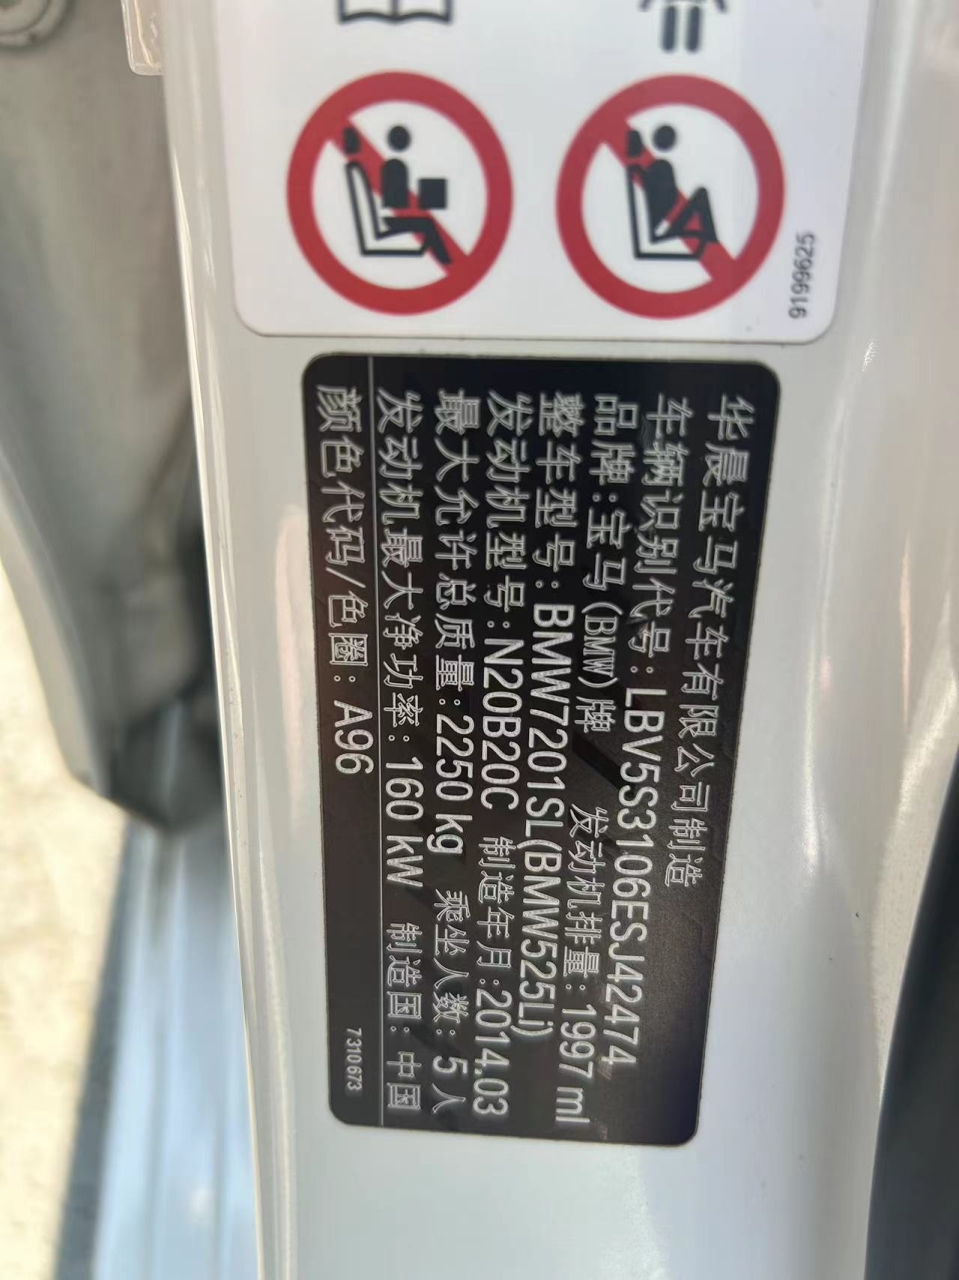 9199625
华晨宝马汽车有限公司制造
车辆识别代号:LBV5S3106ESJ42474
品牌:宝马(BMW)牌 发动机排量:1997 ml
整车型号:BMW7201SL(BMW525Li)
发动机型号:N20B20C 制造年月:2014.03
最大允许总质量:2250 kg 乘坐人数:5人
发动机最大净功率:160 kW 制造国:中国
颜色代码/色圈:A96
7310673